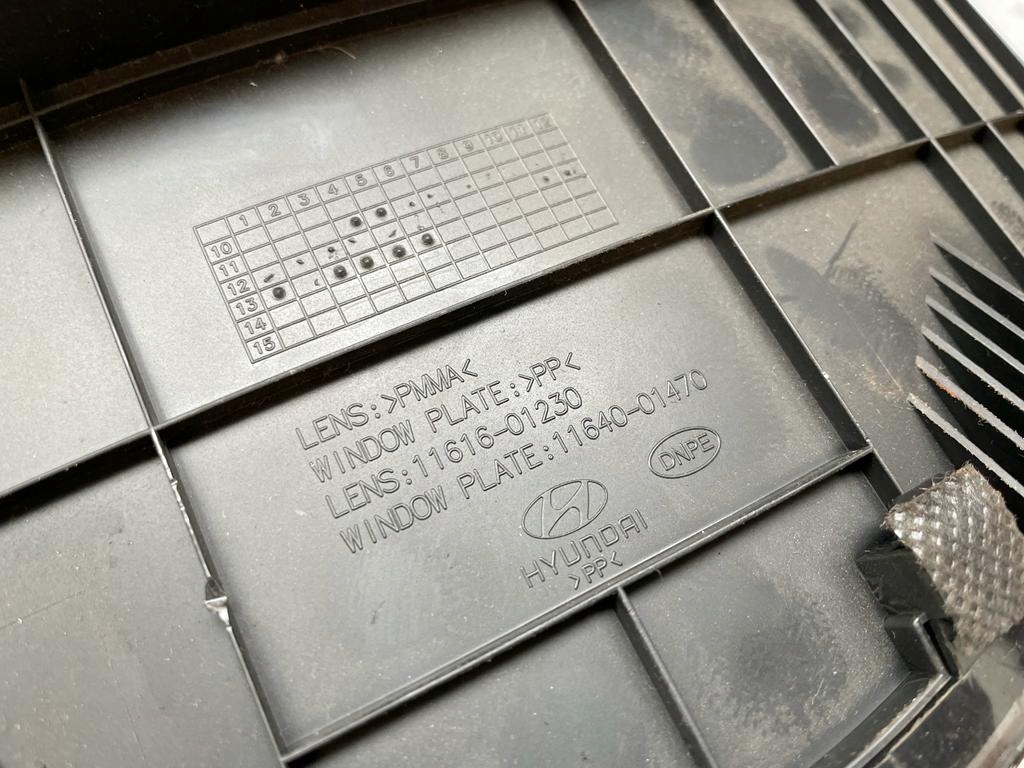 1 2 3 4 5 6 7 8 9 10 11 12
10
11
12
13
14
15
LENS:>PMMA<
WINDOW PLATE:>PP<
LENS:11616-01230
WINDOW PLATE:11640-01470
DNPE
HYUNDAI
>PP<